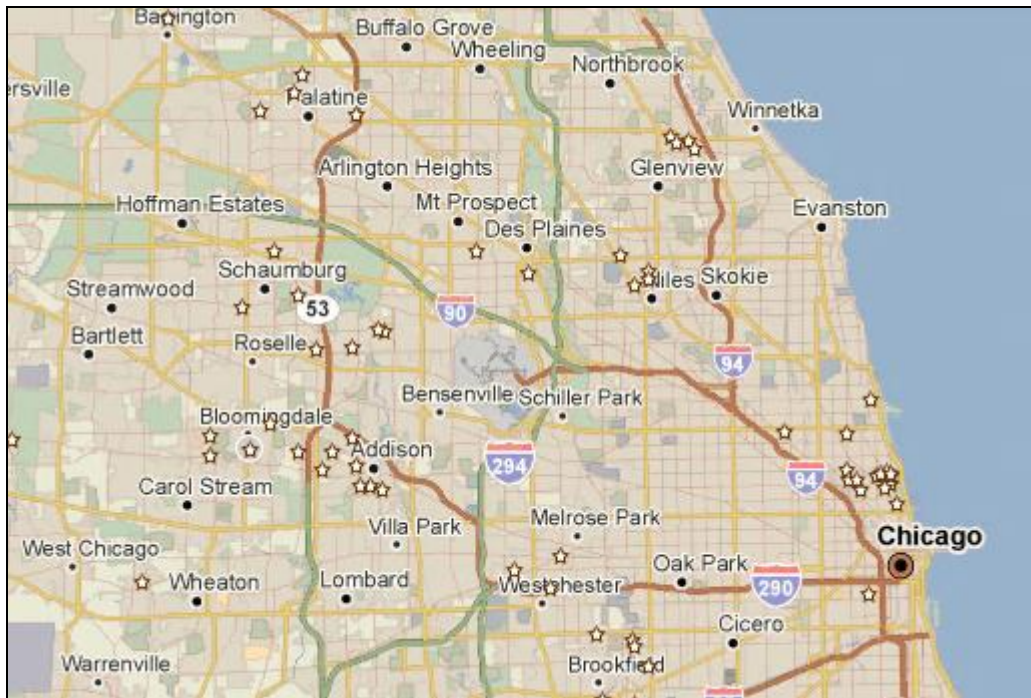 Buffalo Grove
Wheeling
Northbrook
ersville
Palatine
Winnetka
Arlington Heights
Glenview
Hoffman Estates
Mt Prospect
Evanston
Des Plaines
Schaumburg
Niles
Skokie
Streamwood
53
90
Bartlett
Roselle
94
Bensenville
Schiller Park
Bloomingdale
Addison
294
94
Carol Stream
Villa Park
Melrose Park
Chicago
West Chicago
Oak Park
Wheaton
Lombard
Westchester
290
Cicero
Warrenville
Brookfield